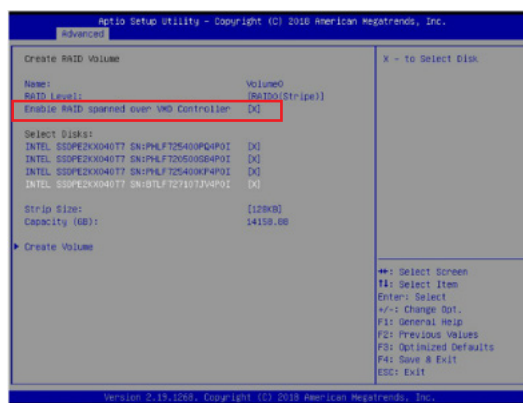 Aptio Setup Utility – Copyright (C) 2018 American Megatrends, Inc.
Advanced
Create RAID Volume
Name: Volume0
RAID Level: [RAID0(Stripe)]
Enable RAID spanned over VMD Controller [X]
Select Disks:
INTEL SSDPE2KX040T7 SN:PHLF725400PQ4P0I [X]
INTEL SSDPE2KX040T7 SN:PHLF720500S84P0I [X]
INTEL SSDPE2KX040T7 SN:PHLF725400KP4P0I [X]
INTEL SSDPE2KX040T7 SN:BTLF727107JV4P0I [X]
Strip Size: [128KB]
Capacity (GB): 14158.08
Create Volume
X – to Select Disk
: Select Screen
: Select Item
Enter: Select
+/-: Change Opt.
F1: General Help
F2: Previous Values
F3: Optimized Defaults
F4: Save & Exit
ESC: Exit
Version 2.19.1268. Copyright (C) 2018 American Megatrends, Inc.